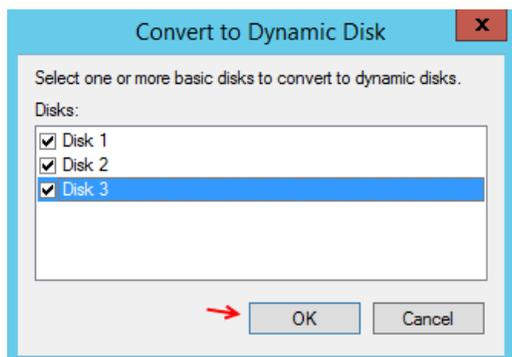 Convert to Dynamic Disk
x
Select one or more basic disks to convert to dynamic disks.
Disks:
Disk 1
Disk 2
Disk 3
OK
Cancel